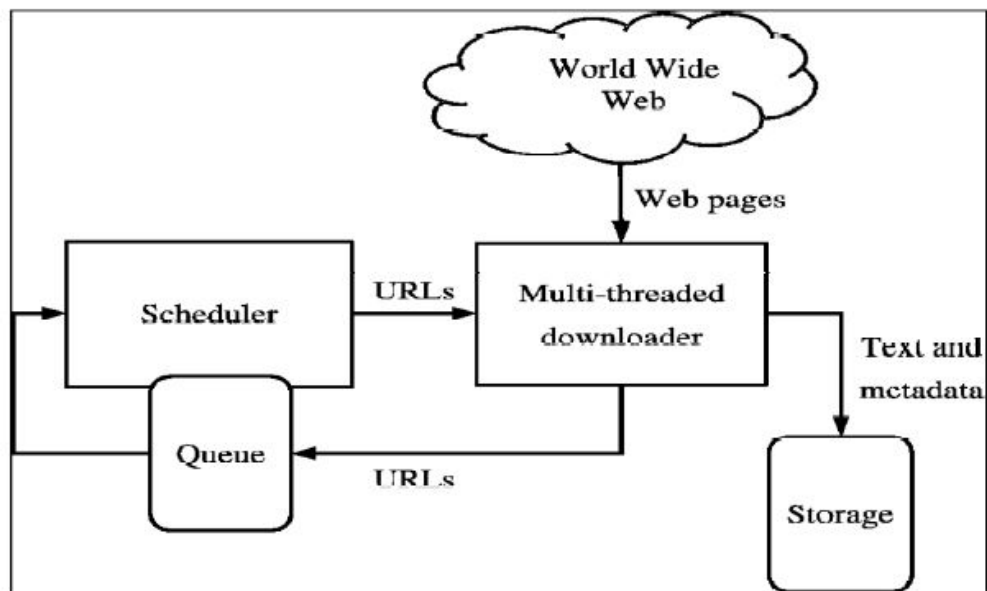 World Wide
Web
Web pages
Scheduler
URLs
Multi-threaded
downloader
Text and
metadata
Queue
URLs
Storage